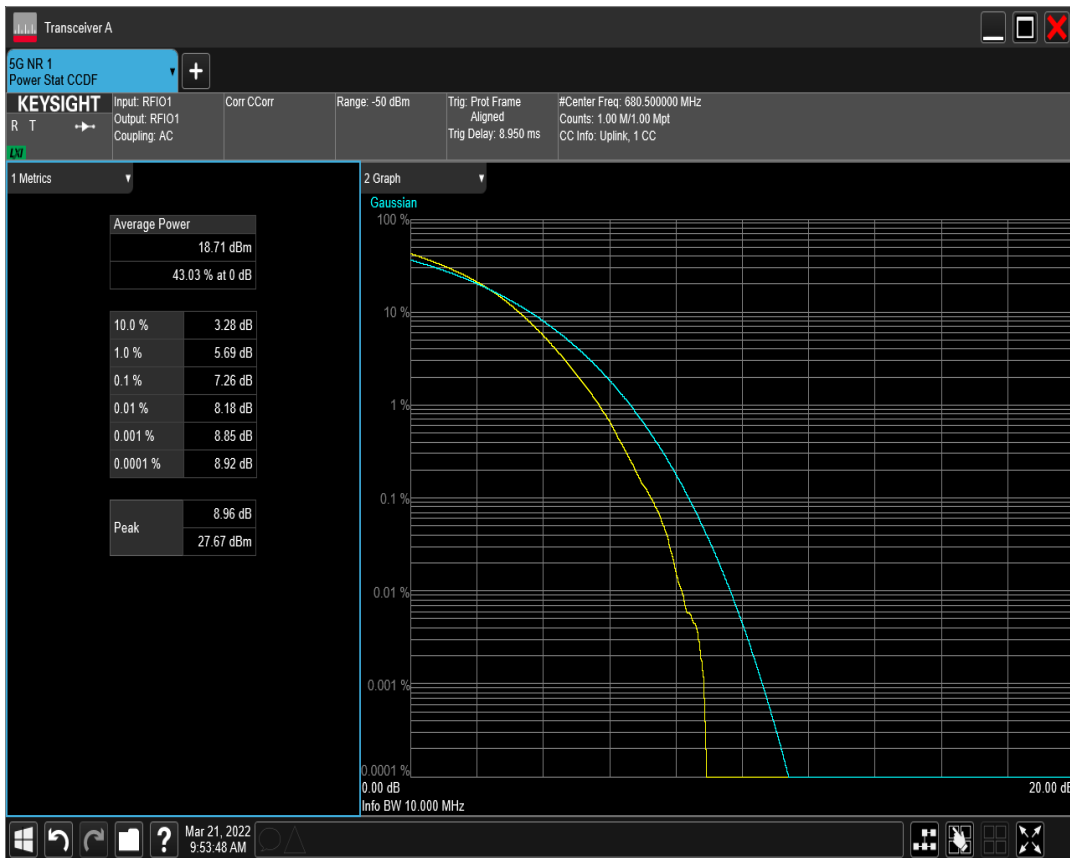 Transceiver A
5G NR 1
Power Stat CCDF
KEYSIGHT
R T
LXI
Input: RFIO1
Output: RFIO1
Coupling: AC
Corr CCorr
Range: -50 dBm
Trig: Prot Frame
Aligned
Trig Delay: 8.950 ms
#Center Freq: 680.500000 MHz
Counts: 1.00 M/1.00 Mpt
CC Info: Uplink, 1 CC
1 Metrics
Average Power
18.71 dBm
43.03 % at 0 dB
10.0 % 3.28 dB
1.0 % 5.69 dB
0.1 % 7.26 dB
0.01 % 8.18 dB
0.001 % 8.85 dB
0.0001 % 8.92 dB
Peak
8.96 dB
27.67 dBm
2 Graph
Gaussian
100 %
10 %
1 %
0.1 %
0.01 %
0.001 %
0.0001 %
0.00 dB 20.00 dB
Info BW 10.000 MHz
Mar 21, 2022
9:53:48 AM